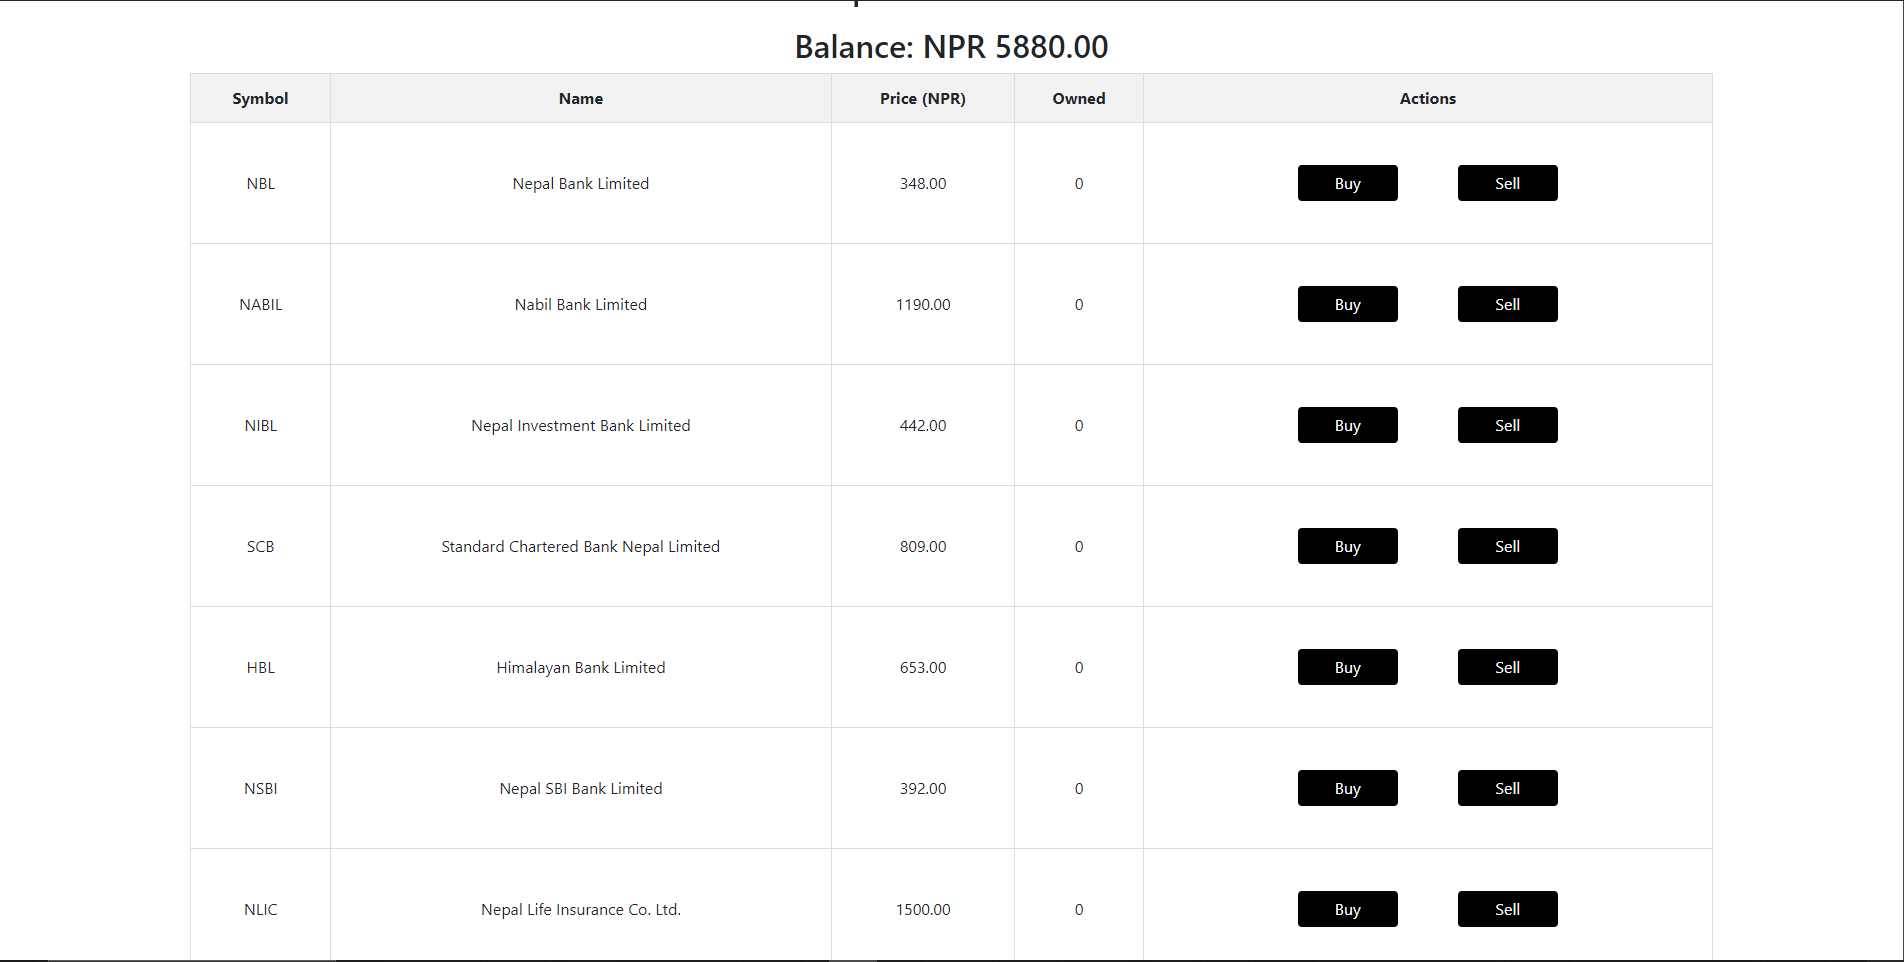 Balance: NPR 5880.00
Symbol Name Price (NPR) Owned Actions
NBL Nepal Bank Limited 348.00 0 Buy Sell
NABIL Nabil Bank Limited 1190.00 0 Buy Sell
NIBL Nepal Investment Bank Limited 442.00 0 Buy Sell
SCB Standard Chartered Bank Nepal Limited 809.00 0 Buy Sell
HBL Himalayan Bank Limited 653.00 0 Buy Sell
NSBI Nepal SBI Bank Limited 392.00 0 Buy Sell
NLIC Nepal Life Insurance Co. Ltd. 1500.00 0 Buy Sell